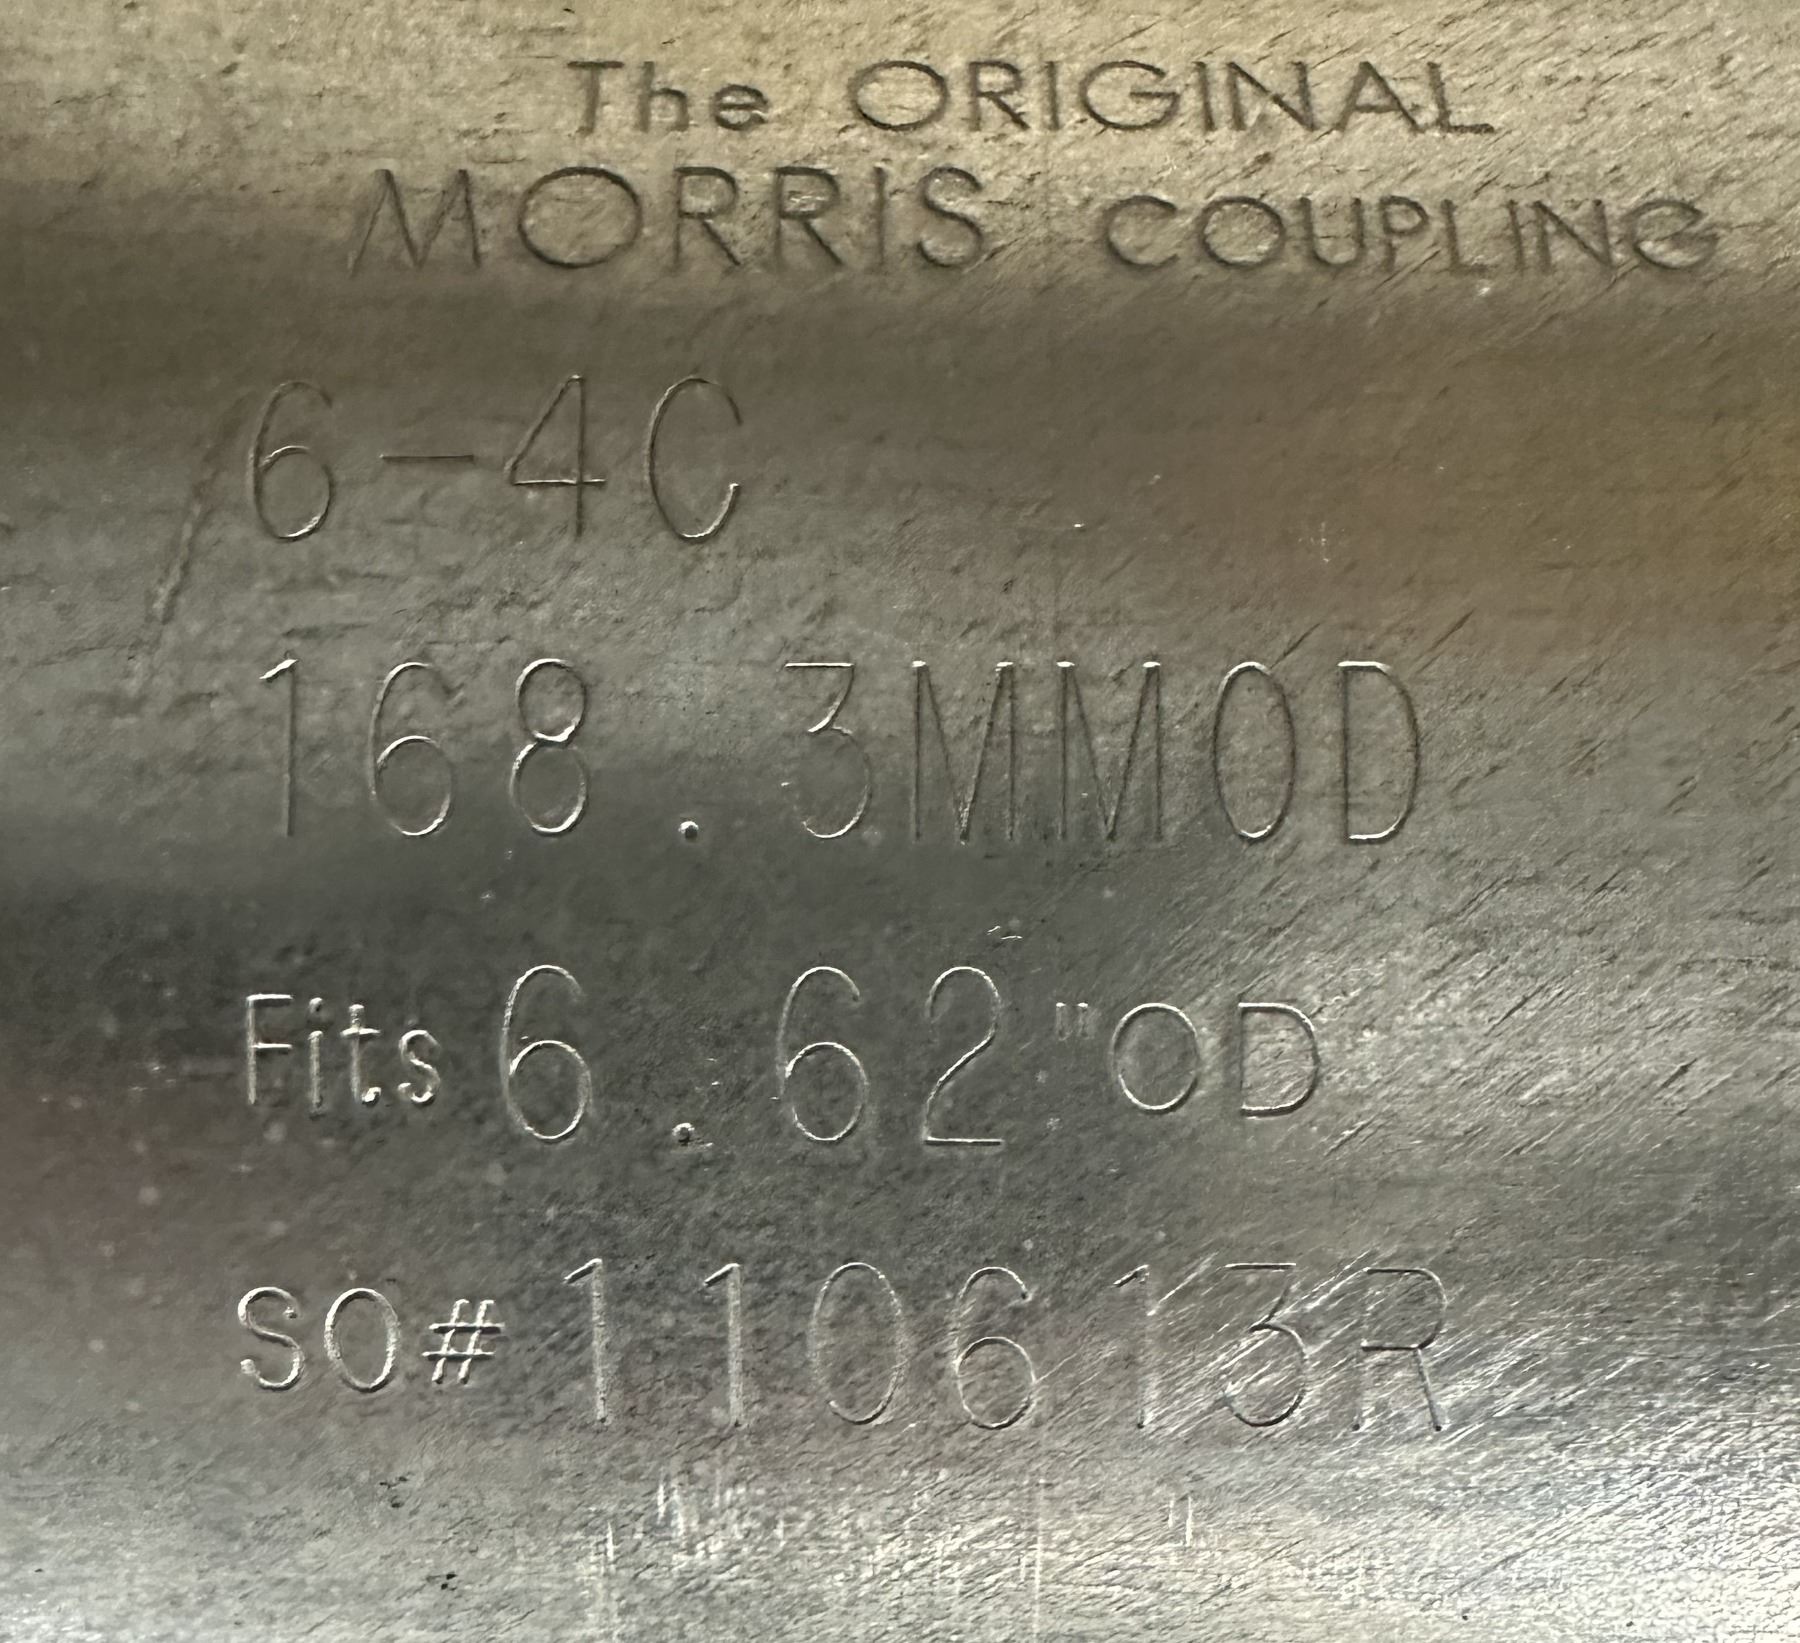 The ORIGINAL
MORRIS COUPLING
6-4C
168.3MMOD
Fits 6.62"OD
SO# 110613R